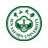 中山大學
SUN YAT-SEN UNIVERSITY